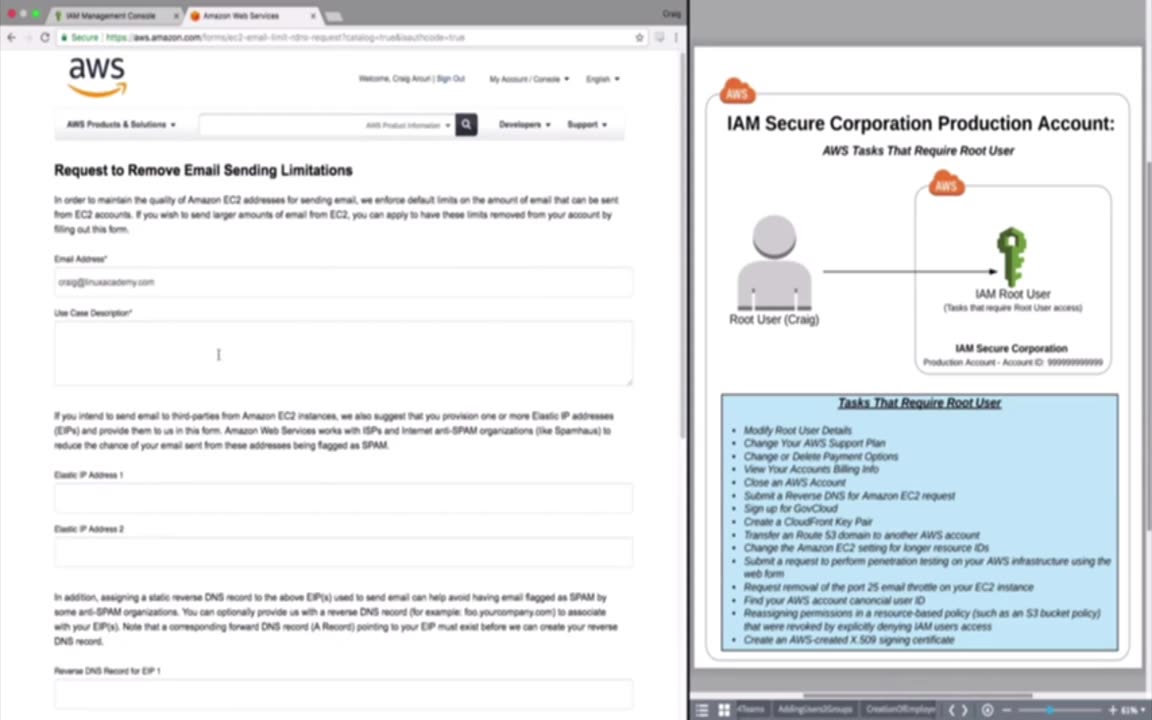 IAM Management Console
Amazon Web Services
Craig
Secure
https://aws.amazon.com/forms/ec2-email-limit-rdns-request?catalog=true&isauthcode=true
aws
Welcome, Craig Arcuri | Sign Out
My Account / Console
English
AWS Products & Solutions
AWS Product Information
Developers
Support
Request to Remove Email Sending Limitations
In order to maintain the quality of Amazon EC2 addresses for sending email, we enforce default limits on the amount of email that can be sent
from EC2 accounts. If you wish to send larger amounts of email from EC2, you can apply to have these limits removed from your account by
filling out this form.
Email Address*
craig@linuxacademy.com
Use Case Description*
If you intend to send email to third-parties from Amazon EC2 instances, we also suggest that you provision one or more Elastic IP addresses
(EIPs) and provide them to us in this form. Amazon Web Services works with ISPs and Internet anti-SPAM organizations (like Spamhaus) to
reduce the chance of your email sent from these addresses being flagged as SPAM.
Elastic IP Address 1
Elastic IP Address 2
In addition, assigning a static reverse DNS record to the above EIP(s) used to send email can help avoid having email flagged as SPAM by
some anti-SPAM organizations. You can optionally provide us with a reverse DNS record (for example: foo.yourcompany.com) to associate
with your EIP(s). Note that a corresponding forward DNS record (A Record) pointing to your EIP must exist before we can create your reverse
DNS record.
Reverse DNS Record for EIP 1
AWS
IAM Secure Corporation Production Account:
AWS Tasks That Require Root User
AWS
Root User (Craig)
IAM Root User
(Tasks that require Root User access)
IAM Secure Corporation
Production Account - Account ID: 999999999999
Tasks That Require Root User
• Modify Root User Details
• Change Your AWS Support Plan
• Change or Delete Payment Options
• View Your Accounts Billing Info
• Close an AWS Account
• Submit a Reverse DNS for Amazon EC2 request
• Sign up for GovCloud
• Create a CloudFront Key Pair
• Transfer an Route 53 domain to another AWS account
• Change the Amazon EC2 setting for longer resource IDs
• Submit a request to perform penetration testing on your AWS infrastructure using the
web form
• Request removal of the port 25 email throttle on your EC2 instance
• Find your AWS account canoncial user ID
• Reassigning permissions in a resource-based policy (such as an S3 bucket policy)
that were revoked by explicitly denying IAM users access
• Create an AWS-created X.509 signing certificate
4Teams
AddingUsers2Groups
CreationOfEmploye
61%